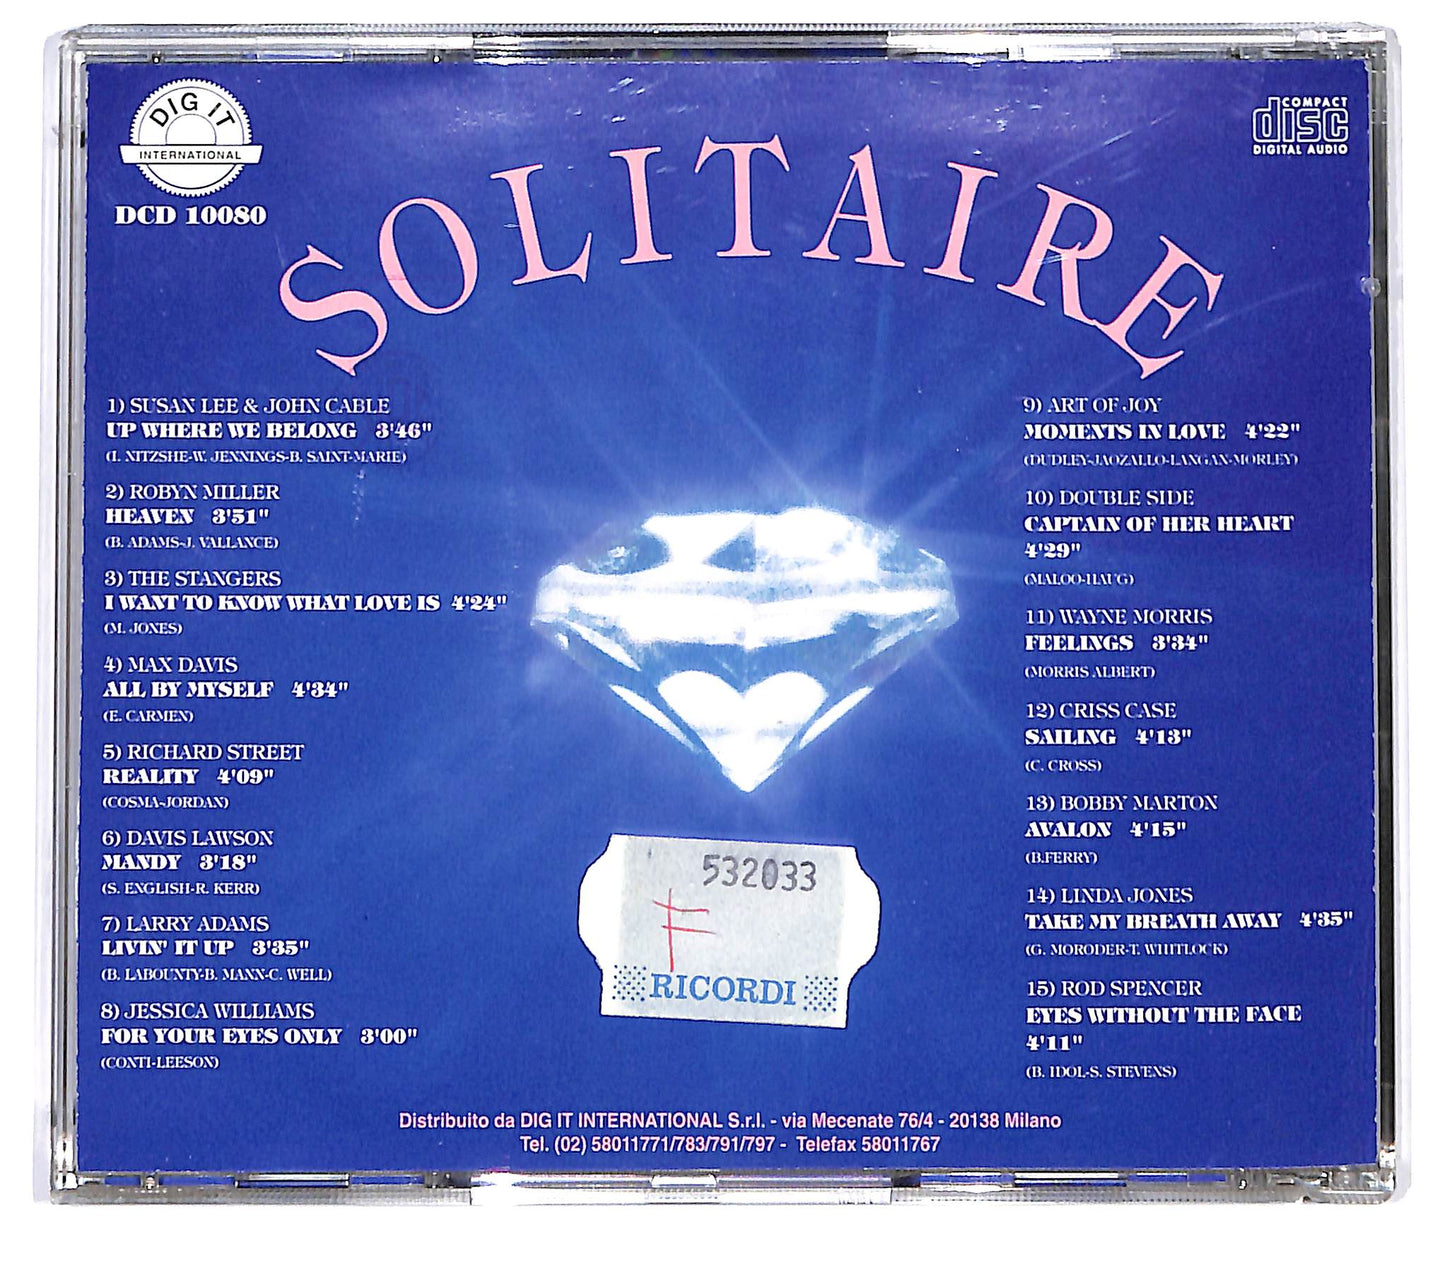 DIG IT
INTERNATIONAL
DCD 10080
COMPACT
disc
DIGITAL AUDIO
SOLITAIRE
1) SUSAN LEE & JOHN CABLE
UP WHERE WE BELONG 3'46"
(I. NITZSHE-W. JENNINGS-B. SAINT-MARIE)
2) ROBYN MILLER
HEAVEN 3'51"
(B. ADAMS-J. VALLANCE)
3) THE STANGERS
I WANT TO KNOW WHAT LOVE IS 4'24"
(M. JONES)
4) MAX DAVIS
ALL BY MYSELF 4'34"
(E. CARMEN)
5) RICHARD STREET
REALITY 4'09"
(COSMA-JORDAN)
6) DAVIS LAWSON
MANDY 3'18"
(S. ENGLISH-R. KERR)
7) LARRY ADAMS
LIVIN' IT UP 3'35"
(B. LABOUNTY-B. MANN-C. WELL)
8) JESSICA WILLIAMS
FOR YOUR EYES ONLY 3'00"
(CONTI-LEESON)
9) ART OF JOY
MOMENTS IN LOVE 4'22"
(DUDLEY-JAOZALLO-LANGAN-MORLEY)
10) DOUBLE SIDE
CAPTAIN OF HER HEART
4'29"
(MALOO-HAUG)
11) WAYNE MORRIS
FEELINGS 3'34"
(MORRIS ALBERT)
12) CRISS CASE
SAILING 4'13"
(C. CROSS)
13) BOBBY MARTON
AVALON 4'15"
(B.FERRY)
14) LINDA JONES
TAKE MY BREATH AWAY 4'35"
(G. MORODER-T. WHITLOCK)
15) ROD SPENCER
EYES WITHOUT THE FACE
4'11"
(B. IDOL-S. STEVENS)
532033
F
RICORDI
Distribuito da DIG IT INTERNATIONAL S.r.l. - via Mecenate 76/4 - 20138 Milano
Tel. (02) 58011771/783/791/797 - Telefax 58011767